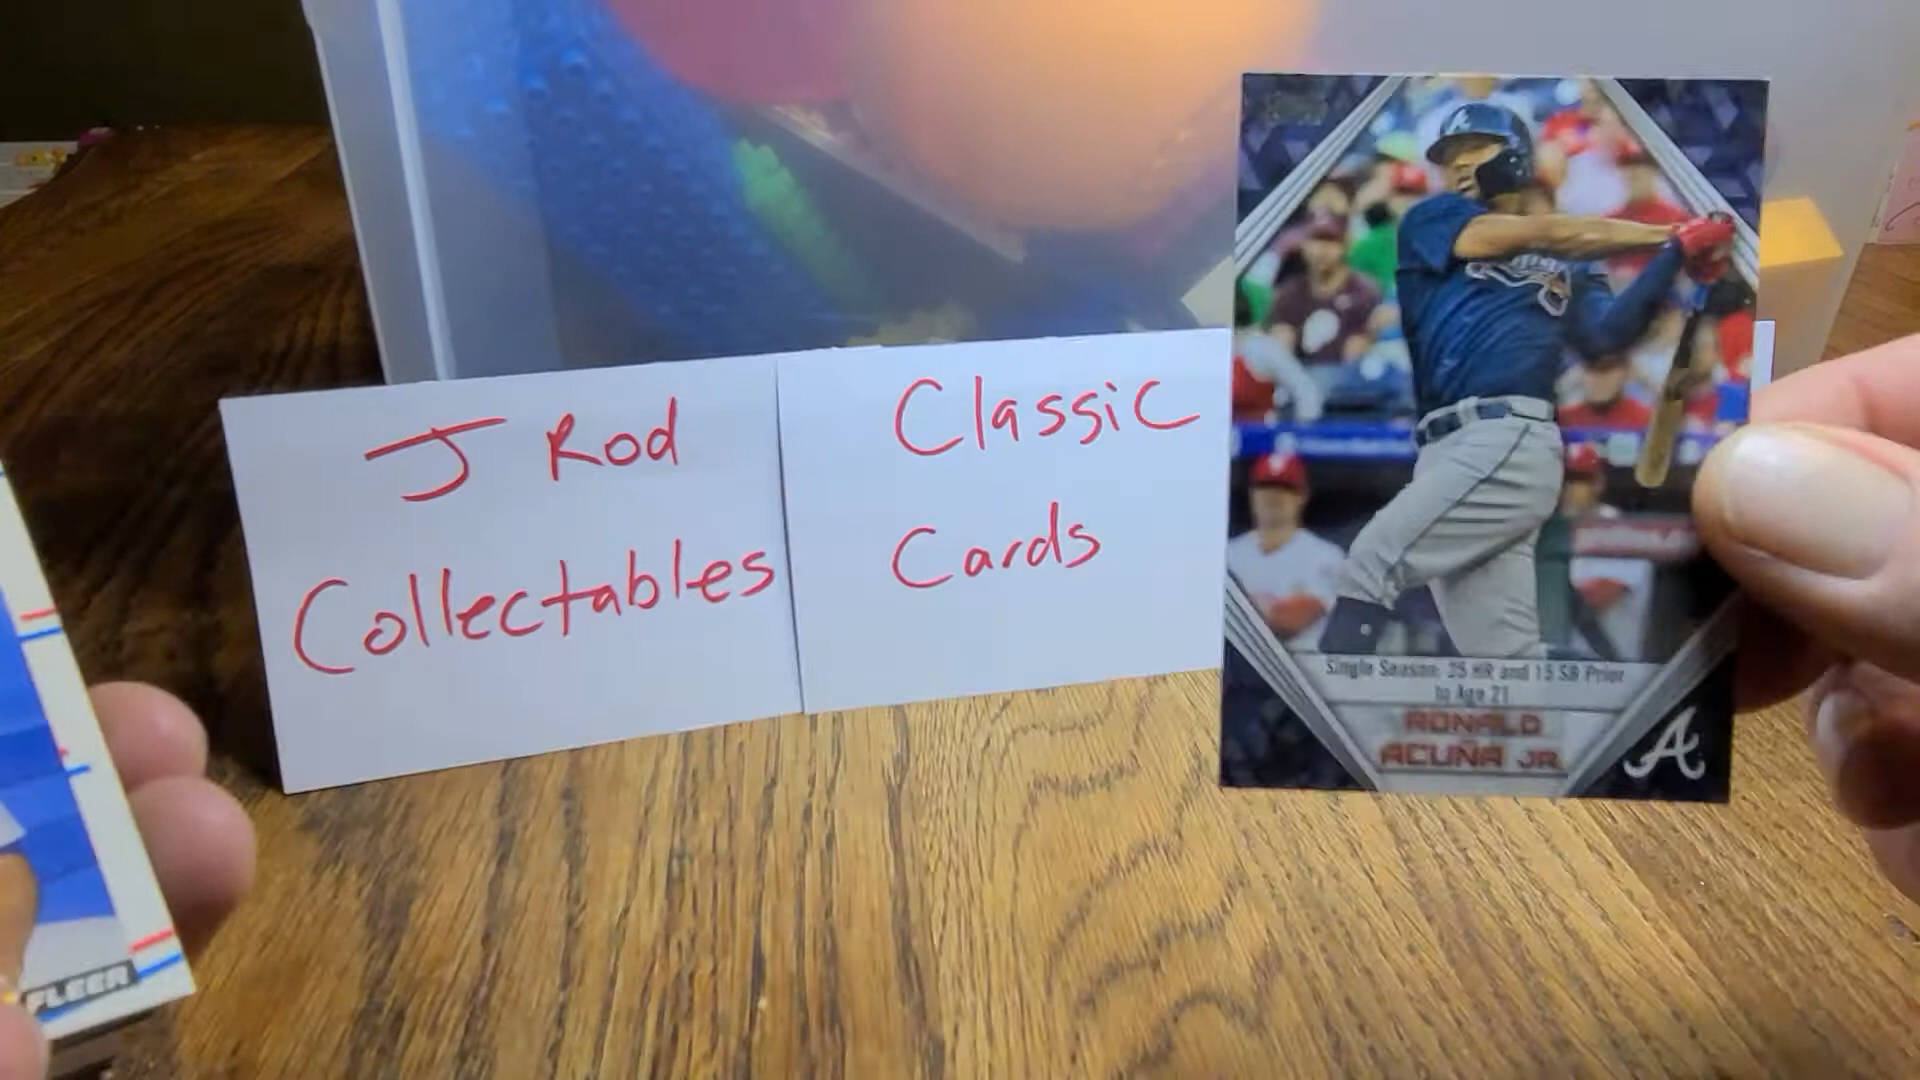 J Rod
Collectables
Classic
Cards
Single Season: 25 HR and 15 SB Prior
to Age 21
RONALD
ACUÑA JR.
A
FLEER